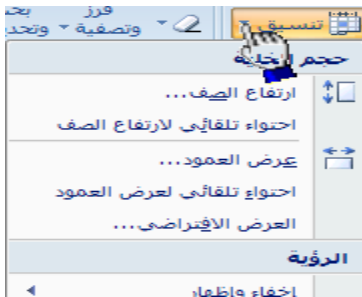 تنسيق
فرز
وتصفية
بحث
وتحديد
حجم الخلية
ارتفاع الصف...
احتواء تلقائي لارتفاع الصف
عرض العمود...
احتواء تلقائي لعرض العمود
العرض الافتراضي...
الرؤية
إخفاء وإظهار